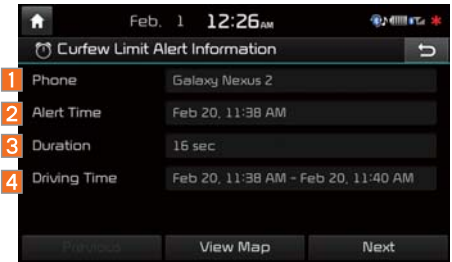 Feb. 1 12:26AM
Curfew Limit Alert Information
1 Phone Galaxy Nexus 2
2 Alert Time Feb 20, 11:38 AM
3 Duration 16 sec
4 Driving Time Feb 20, 11:38 AM - Feb 20, 11:40 AM
Previous View Map Next